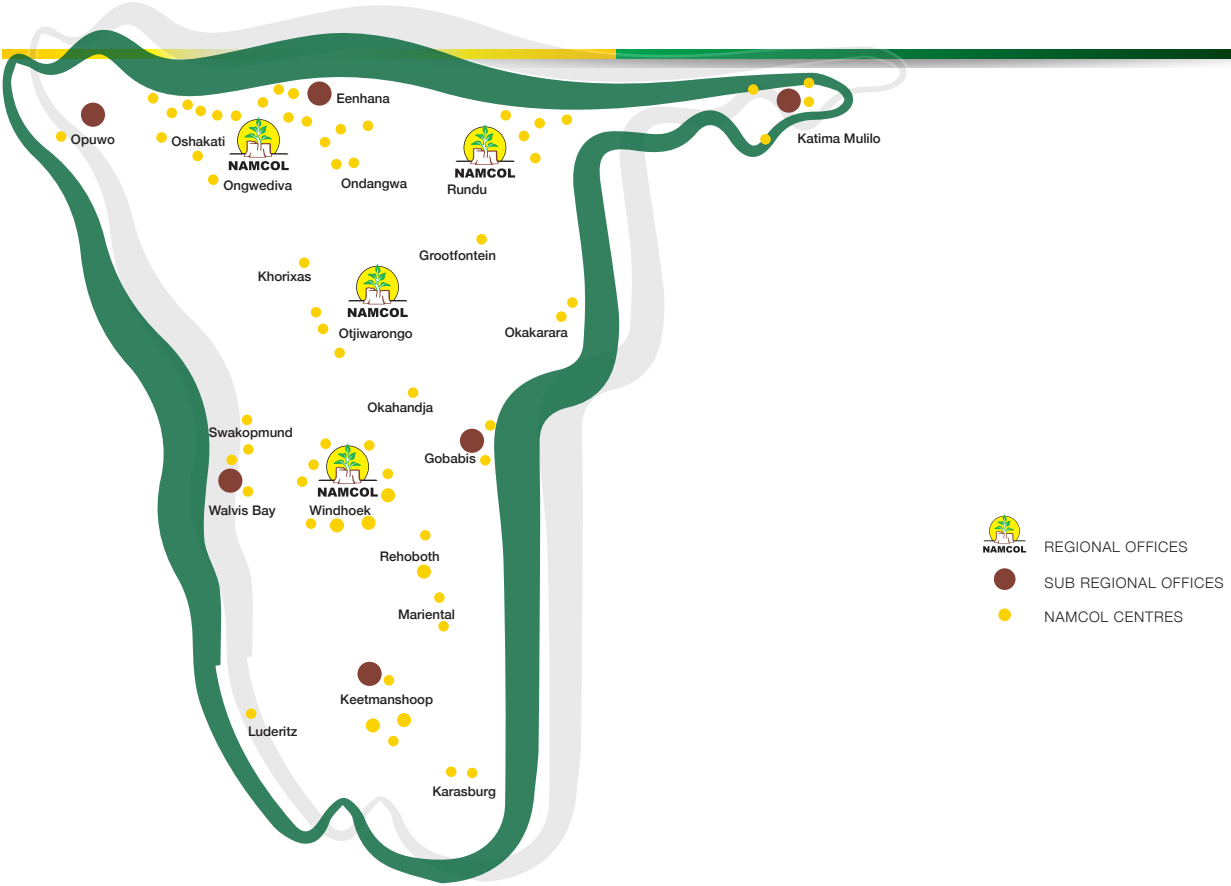 Eenhana
Opuwo
Oshakati
Katima Mulilo
NAMCOL
NAMCOL
Ongwediva
Ondangwa
Rundu
Grootfontein
Khorixas
NAMCOL
Otjiwarongo
Okakarara
Okahandja
Swakopmund
Gobabis
NAMCOL
Walvis Bay
Windhoek
NAMCOL
REGIONAL OFFICES
Rehoboth
SUB REGIONAL OFFICES
Mariental
NAMCOL CENTRES
Keetmanshoop
Luderitz
Karasburg